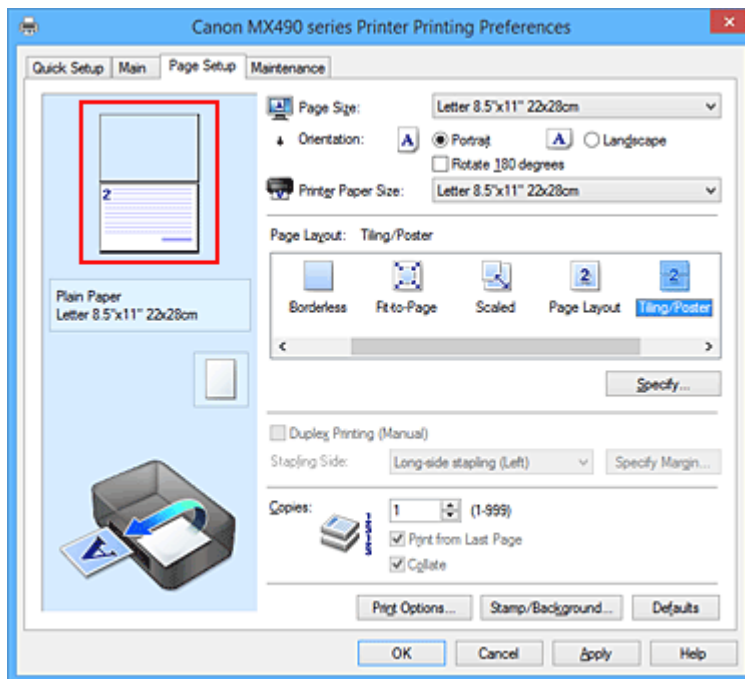 Canon MX490 series Printer Printing Preferences
Quick Setup Main Page Setup Maintenance
2
Plain Paper
Letter 8.5"x11" 22x28cm
A
Page Size: Letter 8.5"x11" 22x28cm
Orientation: A Portrait A Landscape
Rotate 180 degrees
Printer Paper Size: Letter 8.5"x11" 22x28cm
Page Layout: Tiling/Poster
2 2
Borderless Fit-to-Page Scaled Page Layout Tiling/Poster
Specify...
Duplex Printing (Manual)
Stapling Side: Long-side stapling (Left) Specify Margin...
Copies: 1 (1-999)
Print from Last Page
Collate
Print Options... Stamp/Background... Defaults
OK Cancel Apply Help